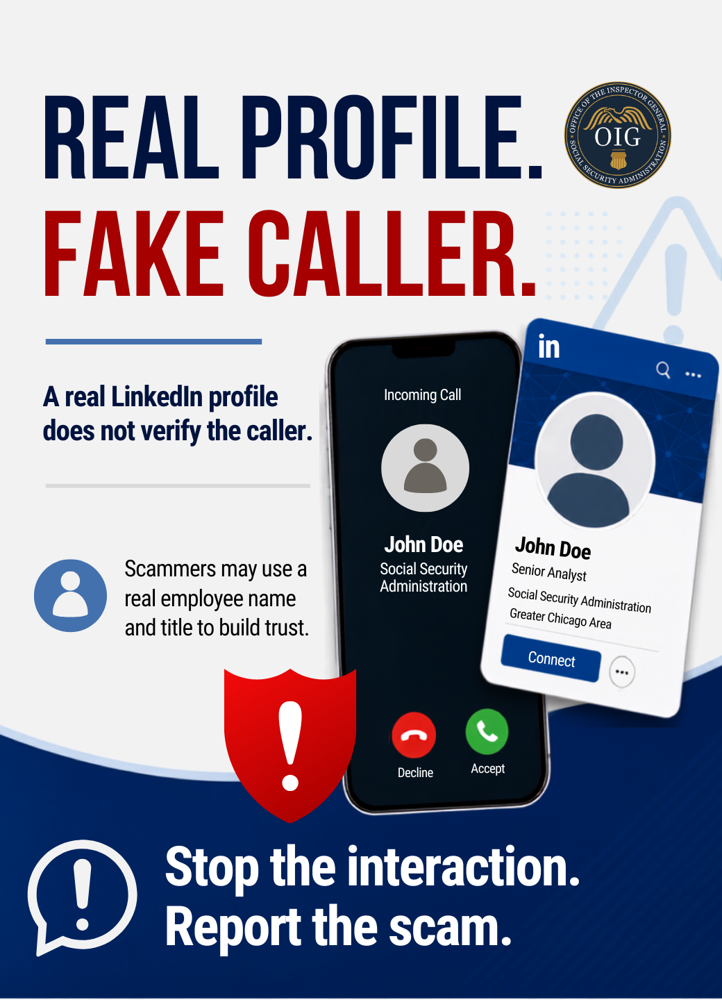 REAL PROFILE.
OFFICE OF THE INSPECTOR GENERAL
OIG
SOCIAL SECURITY ADMINISTRATION
FAKE CALLER.
A real LinkedIn profile
does not verify the caller.
Scammers may use a
real employee name
and title to build trust.
Incoming Call
John Doe
Social Security
Administration
Decline
Accept
in
John Doe
Senior Analyst
Social Security Administration
Greater Chicago Area
Connect
Stop the interaction.
Report the scam.